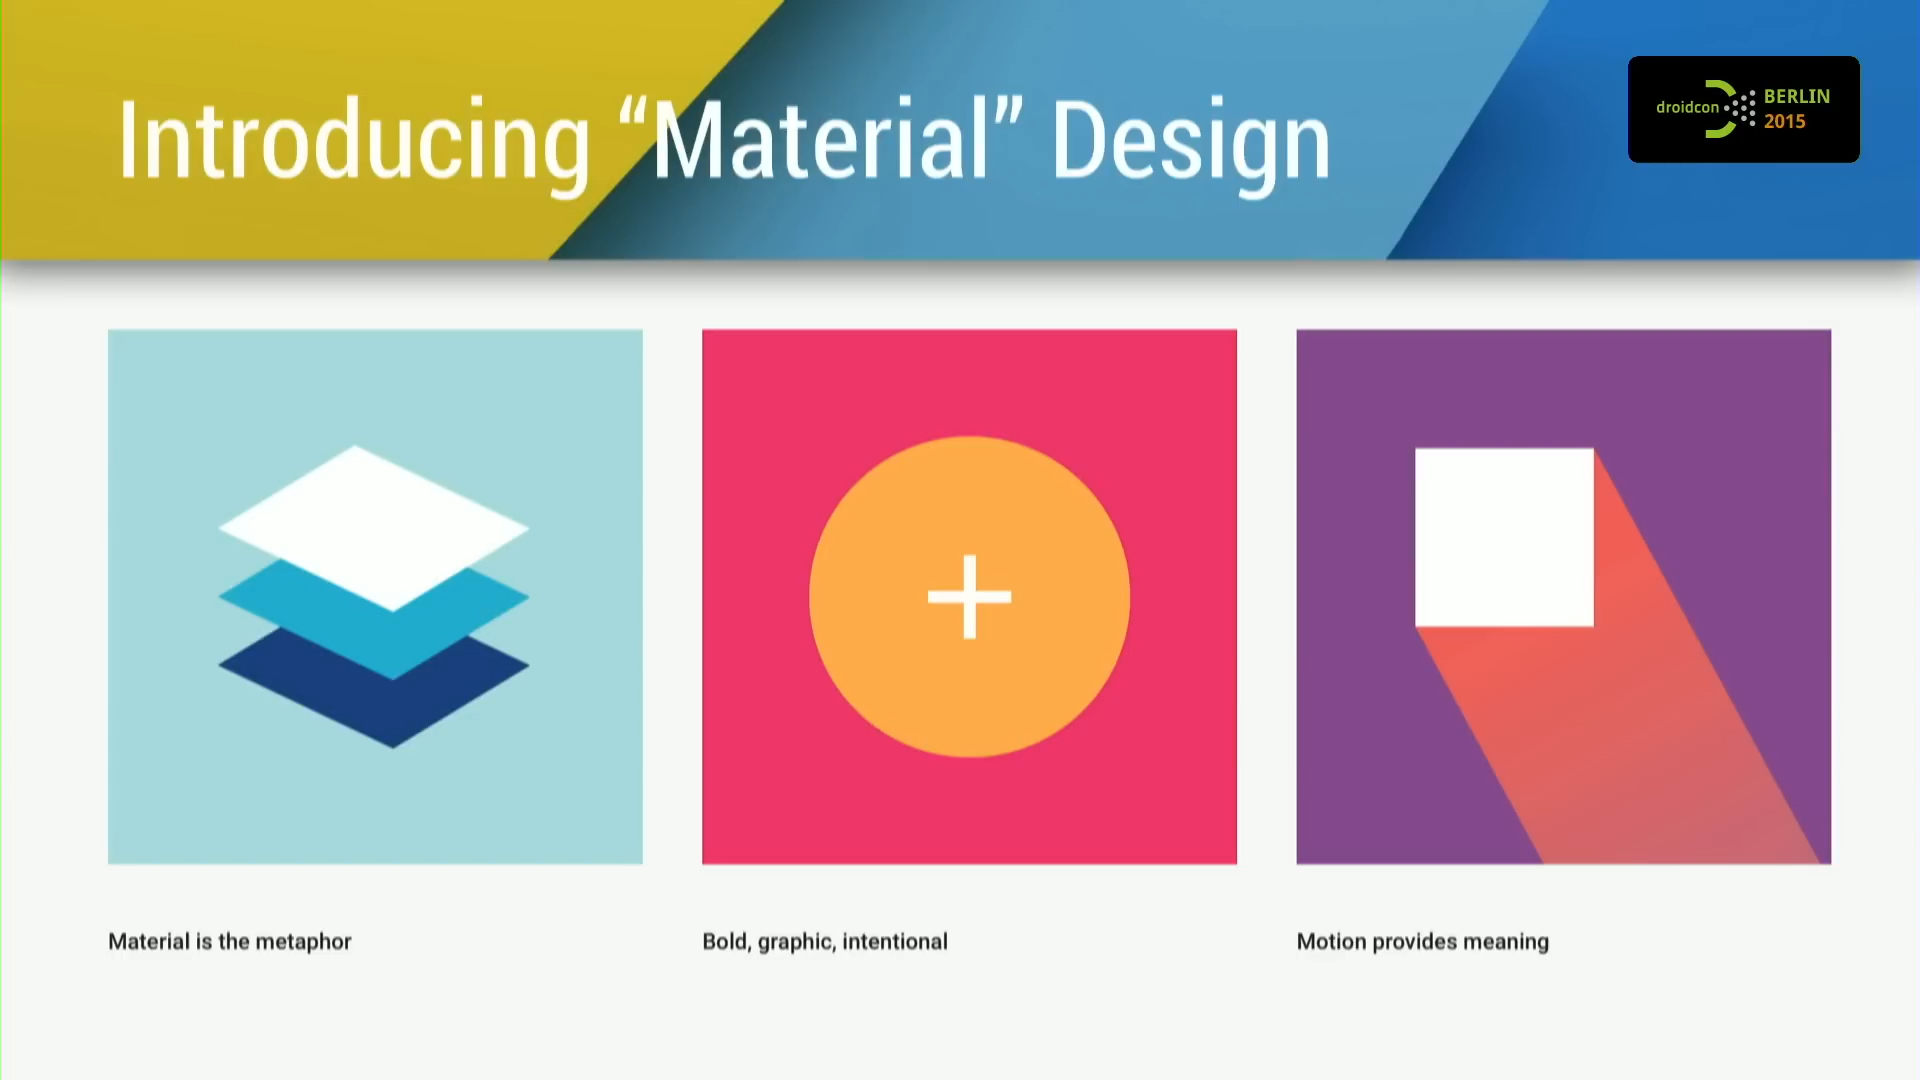 Introducing “Material” Design
droidcon
BERLIN
2015
Material is the metaphor
Bold, graphic, intentional
Motion provides meaning